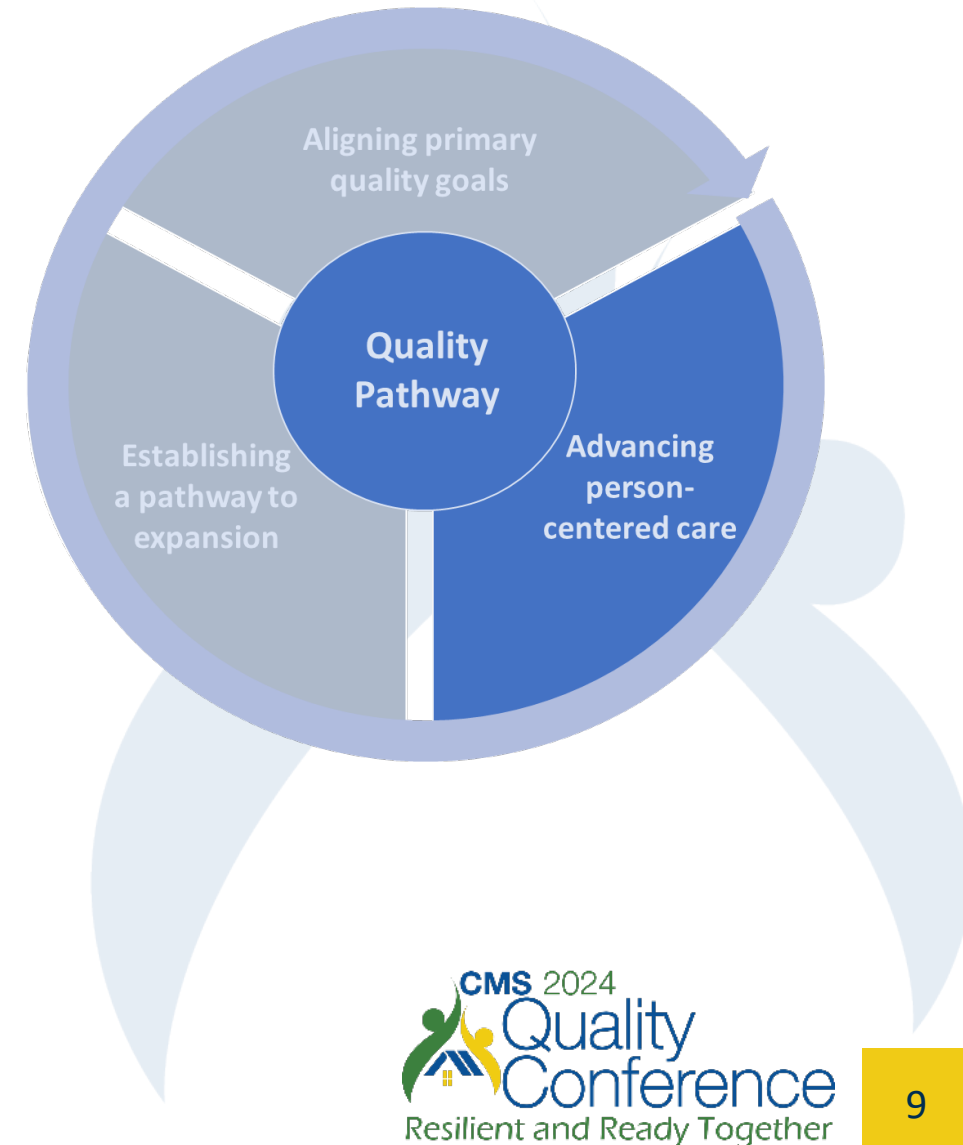 Aligning primary
quality goals
Quality
Pathway
Advancing
person-
centered care
Establishing
a pathway to
expansion
CMS 2024
Quality
Conference
Resilient and Ready Together
9